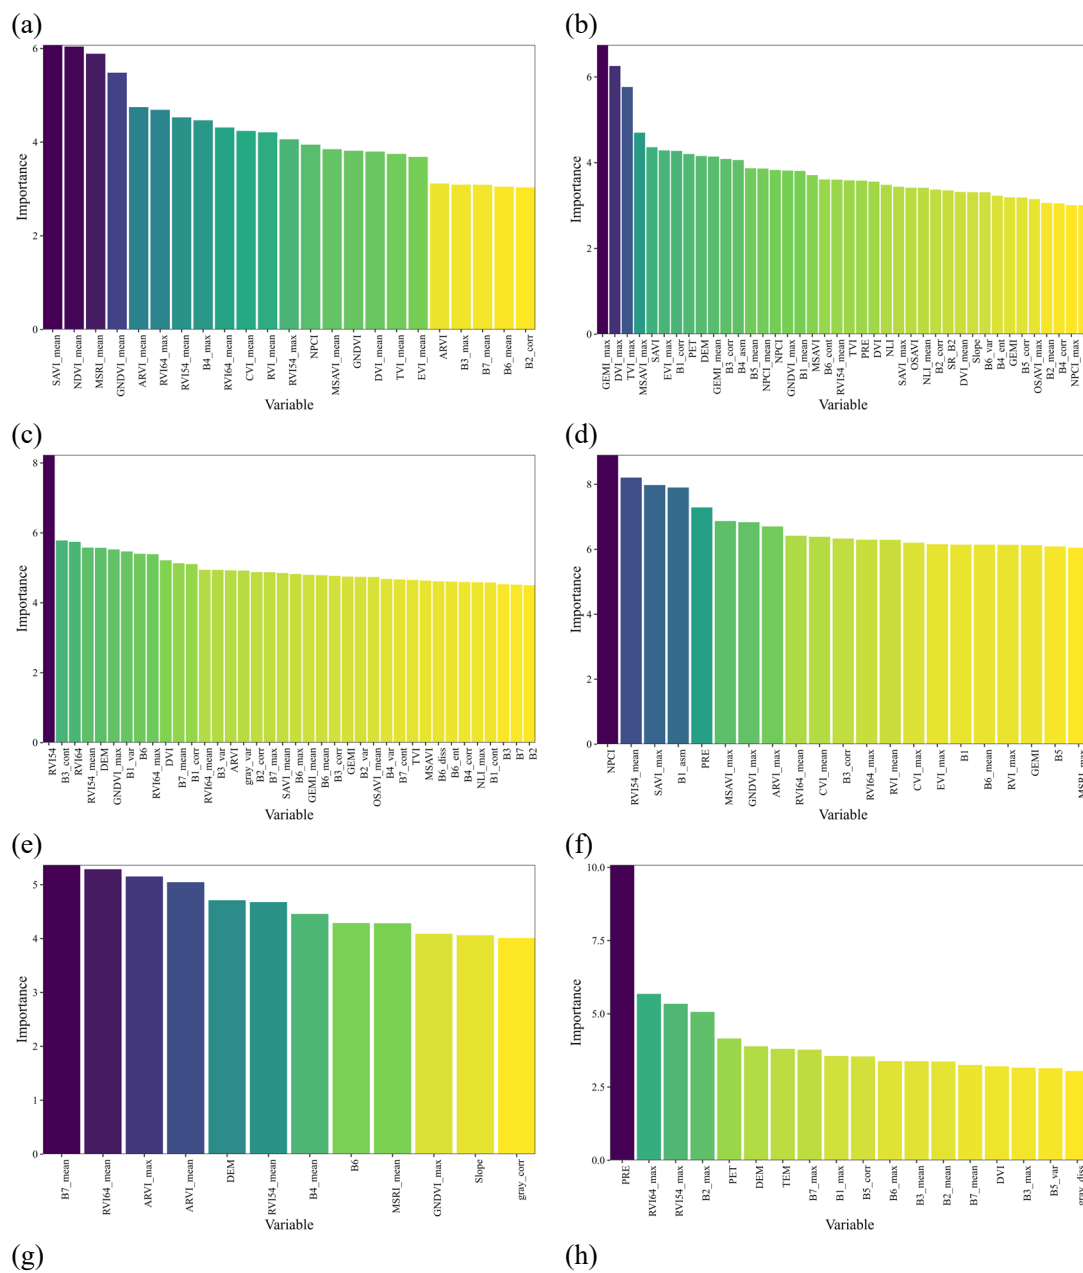 (a)
(b)
6
4
2
0
Importance
SAVI_mean
NDVI_mean
MSRI_mean
GNDVI_mean
ARVI_mean
RVI64_max
RVI54_mean
B4_max
RVI64_mean
CVI_mean
RVI_mean
RVI54_max
NPCI
MSAVI_mean
GNDVI
DVI_mean
TVI_mean
EVI_mean
ARVI
B3_max
B7_mean
B6_mean
B2_corr
Variable
6
4
2
0
Importance
GEMI_max
DVI_max
TVI_max
MSAVI_max
SAVI
EVI_max
B1_corr
PET
DEM
GEMI_mean
B3_corr
B4_asn
B5_mean
NPCI_mean
NPCI
GNDVI_max
B1_mean
MSAVI
B6_cont
RVI54_mean
TVI
PRE
DVI
NLI
SAVI_max
OSAVI
NLI_mean
B2_corr
SR_B2
DVI_mean
Slope
B6_var
B4_ent
GEMI
B5_corr
OSAVI_max
B2_mean
B4_corr
NPCI_max
Variable
(c)
(d)
8
6
4
2
0
Importance
RVI54
B3_cont
RVI64
RVI54_mean
DEM
GNDVI_max
B1_var
B6
RVI64_max
DVI
B7_mean
B1_corr
RVI64_mean
B3_var
ARVI
gray_var
B2_corr
B7_max
SAVI_mean
B6_max
GEMI_mean
B6_mean
B3_corr
GEMI
B2_var
OSAVI_mean
B4_var
B7_cont
TVI
MSAVI
B6_diss
B6_ent
B4_corr
NLI_max
B1_cont
B3
B7
B2
Variable
8
6
4
2
0
Importance
NPCI
RVI54_mean
SAVI_max
B1_asn
PRE
MSAVI_max
GNDVI_max
ARVI_max
RVI64_mean
CVI_mean
B3_corr
RVI64_max
RVI_mean
CVI_max
EVI_max
B1
B6_mean
RVI_max
GEMI
B5
MSRI_max
Variable
(e)
(f)
5
4
3
2
1
0
Importance
B7_mean
RVI64_mean
ARVI_max
ARVI_mean
DEM
RVI54_mean
B4_mean
B6
MSRI_mean
GNDVI_max
Slope
gray_corr
Variable
10.0
7.5
5.0
2.5
0.0
Importance
PRE
RVI64_max
RVI54_max
B2_max
PET
DEM
TEM
B7_max
B1_max
B5_corr
B6_max
B3_mean
B2_mean
B7_mean
DVI
B3_max
B5_var
gray_diss
Variable
(g)
(h)